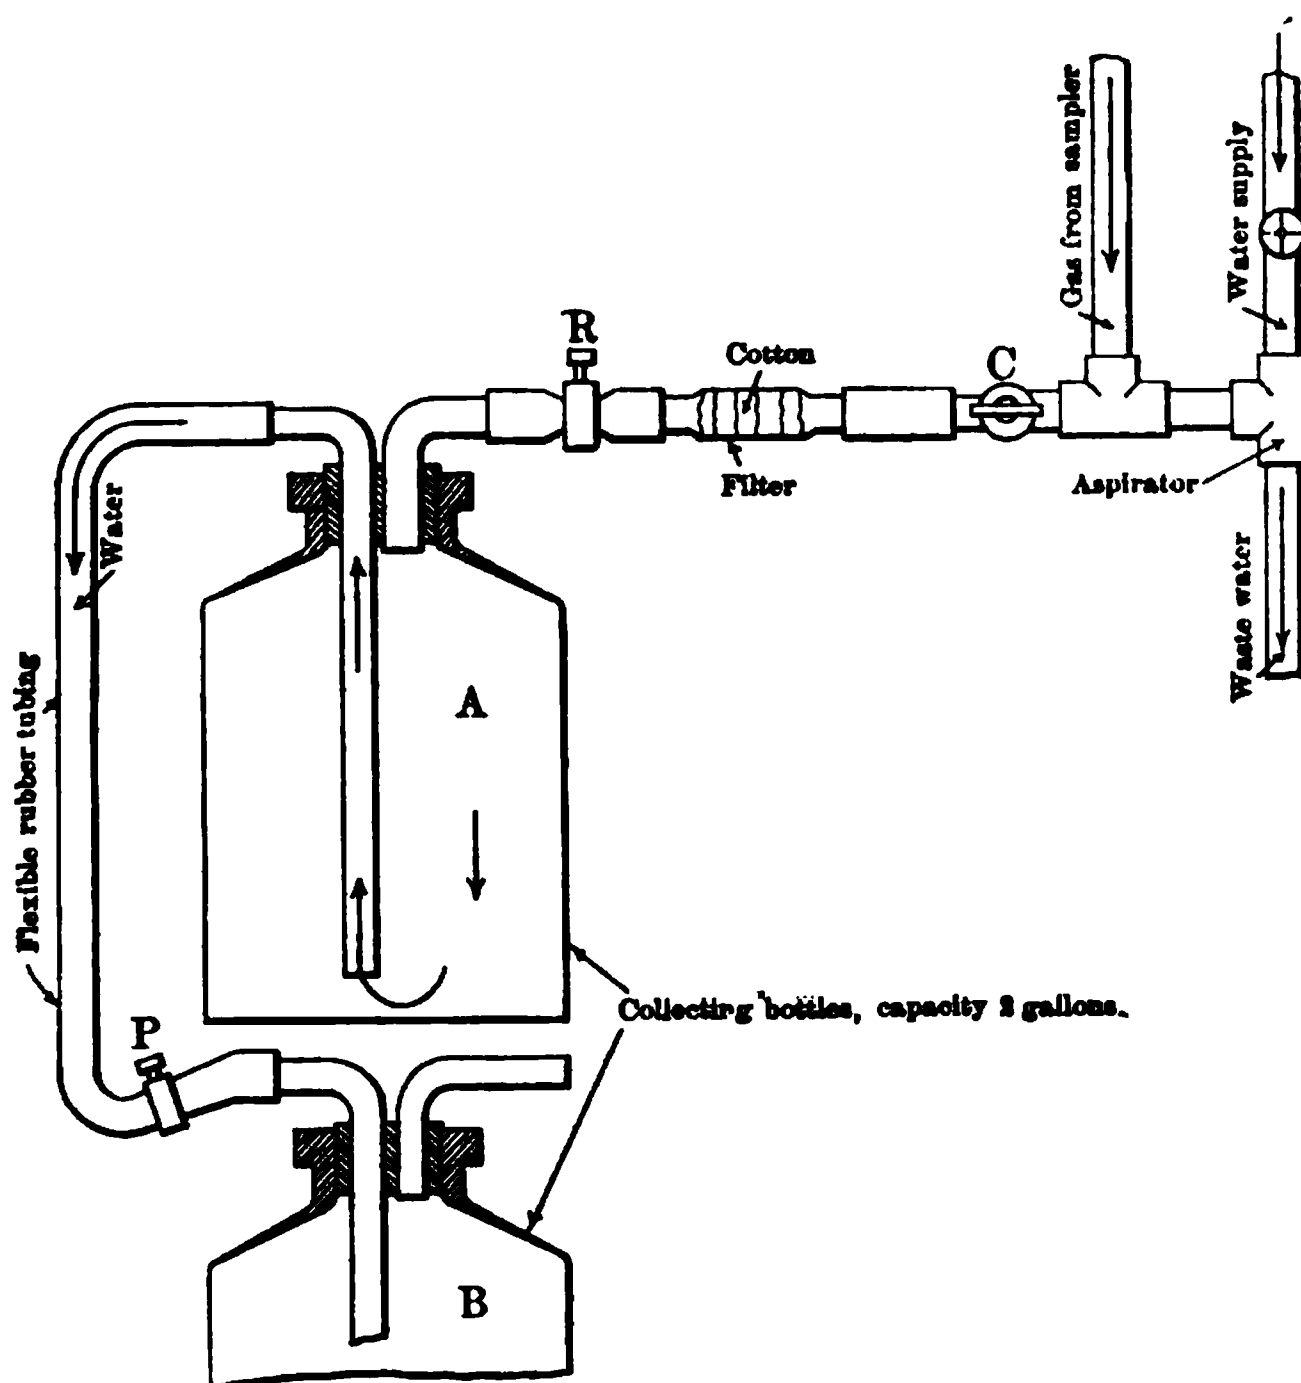 Gas from sampler
Water supply
R
Cotton
C
Filter
Aspirator
Water
Waste water
Flexible rubber tubing
A
Collecting bottles, capacity 2 gallons.
P
B